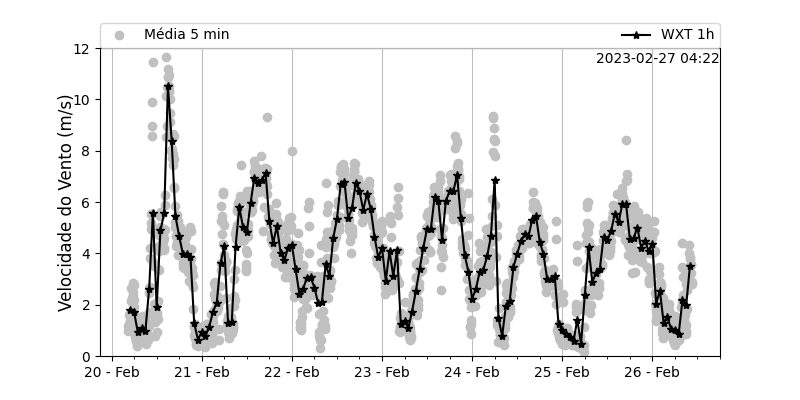 Média 5 min
WXT 1h
2023-02-27 04:22
Velocidade do Vento (m/s)
12
10
8
6
4
2
0
20 - Feb
21 - Feb
22 - Feb
23 - Feb
24 - Feb
25 - Feb
26 - Feb